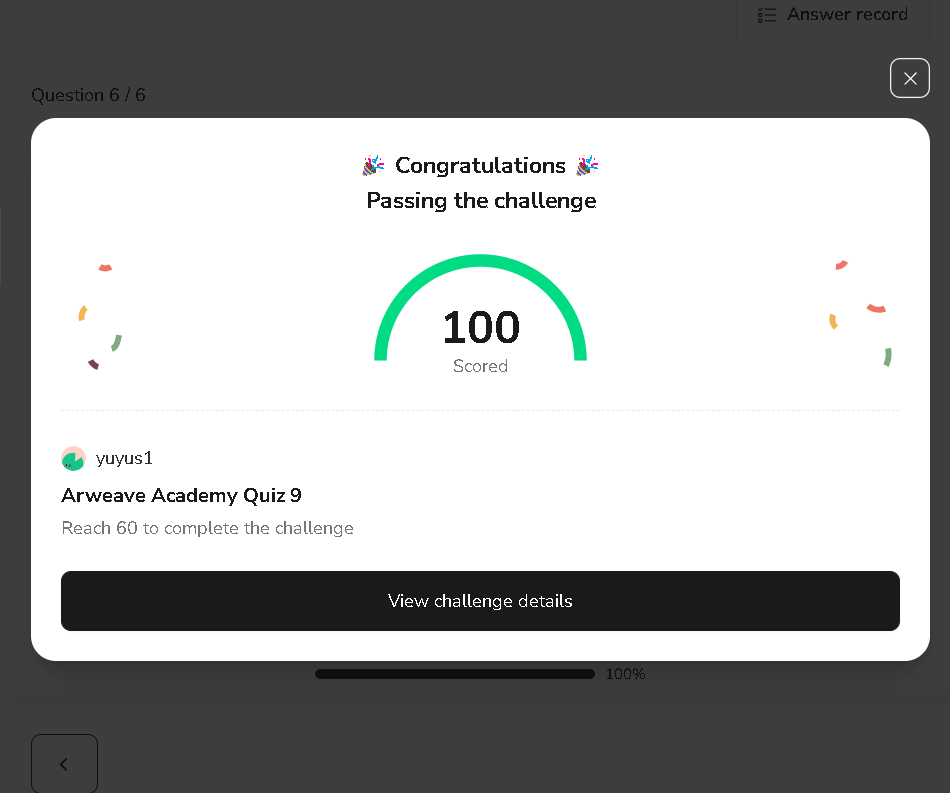 Answer record
Question 6 / 6
🎉 Congratulations 🎉
Passing the challenge
100
Scored
yuyus1
Arweave Academy Quiz 9
Reach 60 to complete the challenge
View challenge details
100%